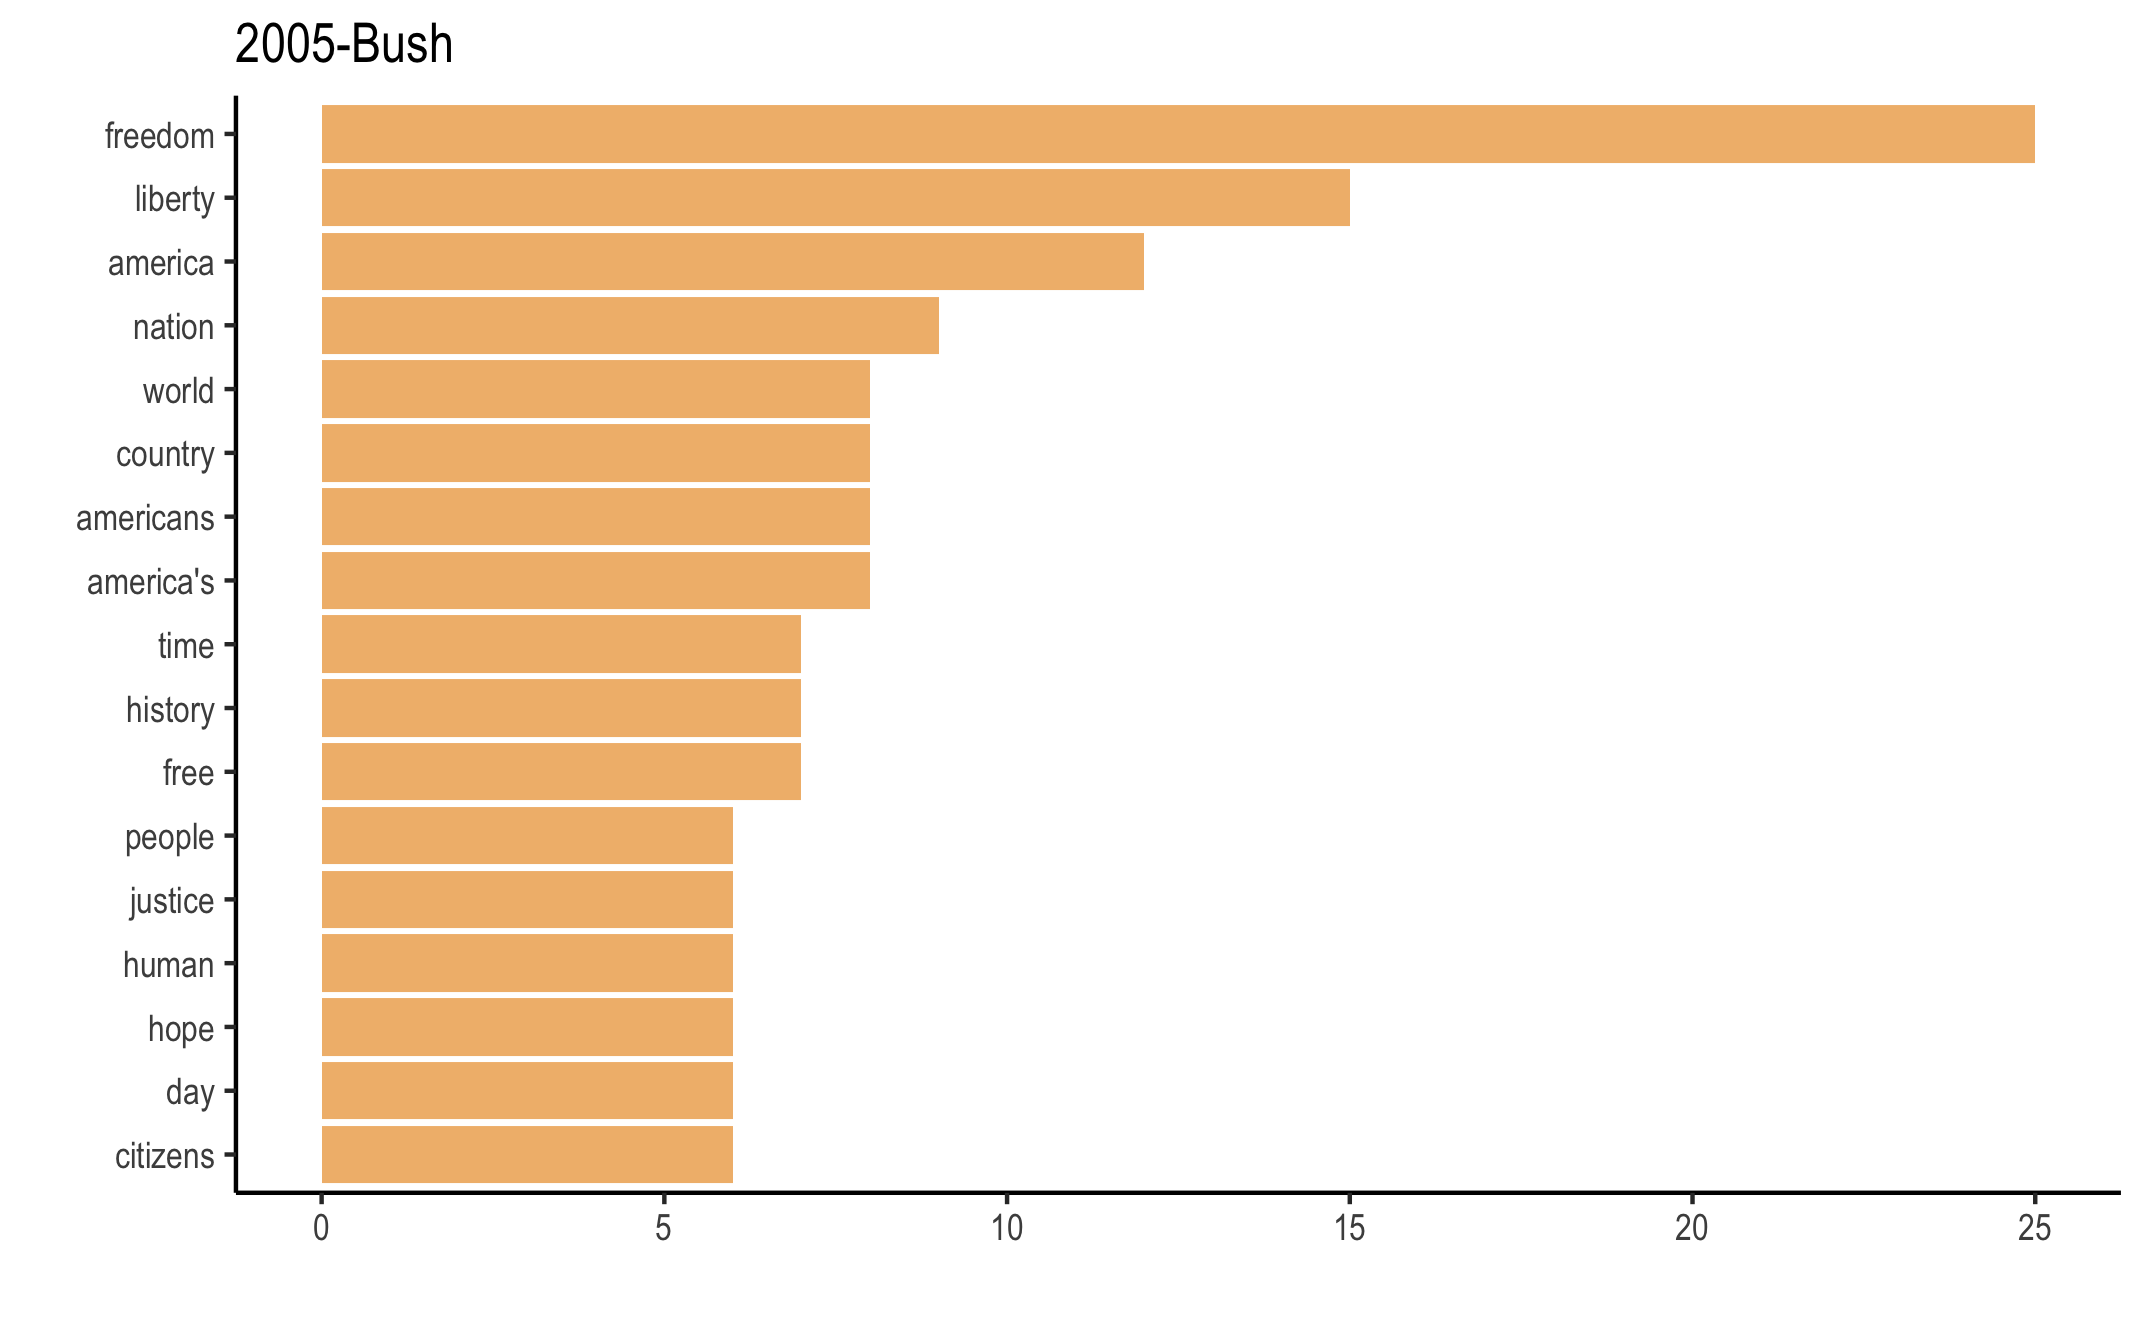 2005-Bush
freedom
liberty
america
nation
world
country
americans
america's
time
history
free
people
justice
human
hope
day
citizens
0 5 10 15 20 25